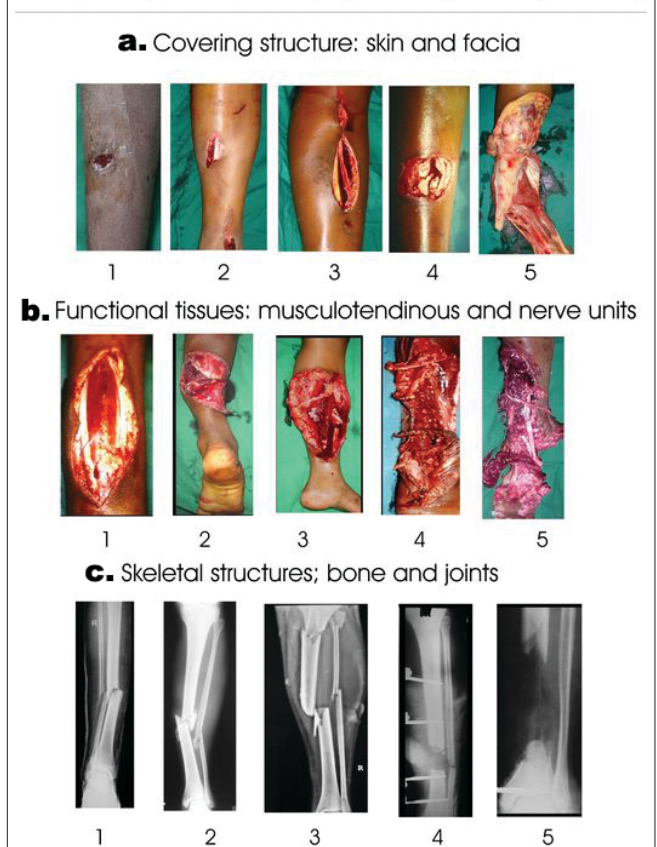 a. Covering structure: skin and facia
1 2 3 4 5
b. Functional tissues: musculotendinous and nerve units
1 2 3 4 5
c. Skeletal structures; bone and joints
R
R
1 2 3 4 5